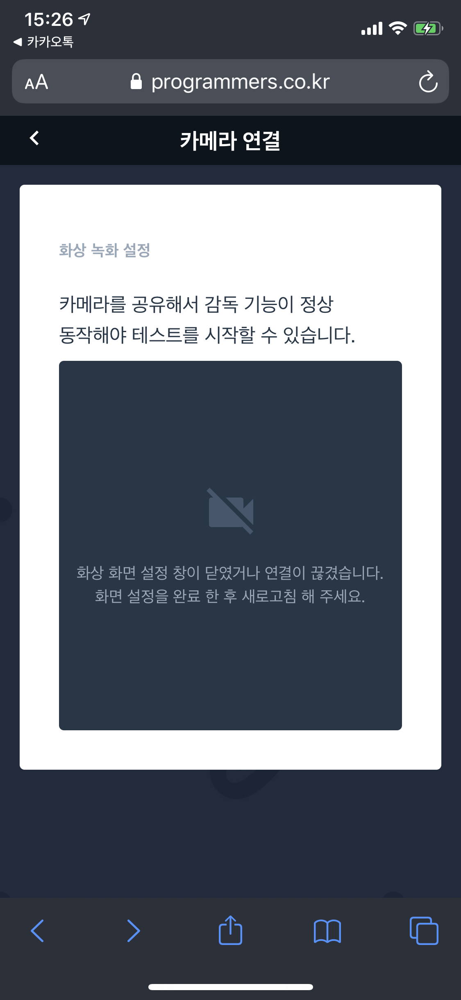 15:26
카카오톡
AA
programmers.co.kr
카메라 연결
화상 녹화 설정
카메라를 공유해서 감독 기능이 정상
동작해야 테스트를 시작할 수 있습니다.
화상 화면 설정 창이 닫였거나 연결이 끊겼습니다.
화면 설정을 완료 한 후 새로고침 해 주세요.